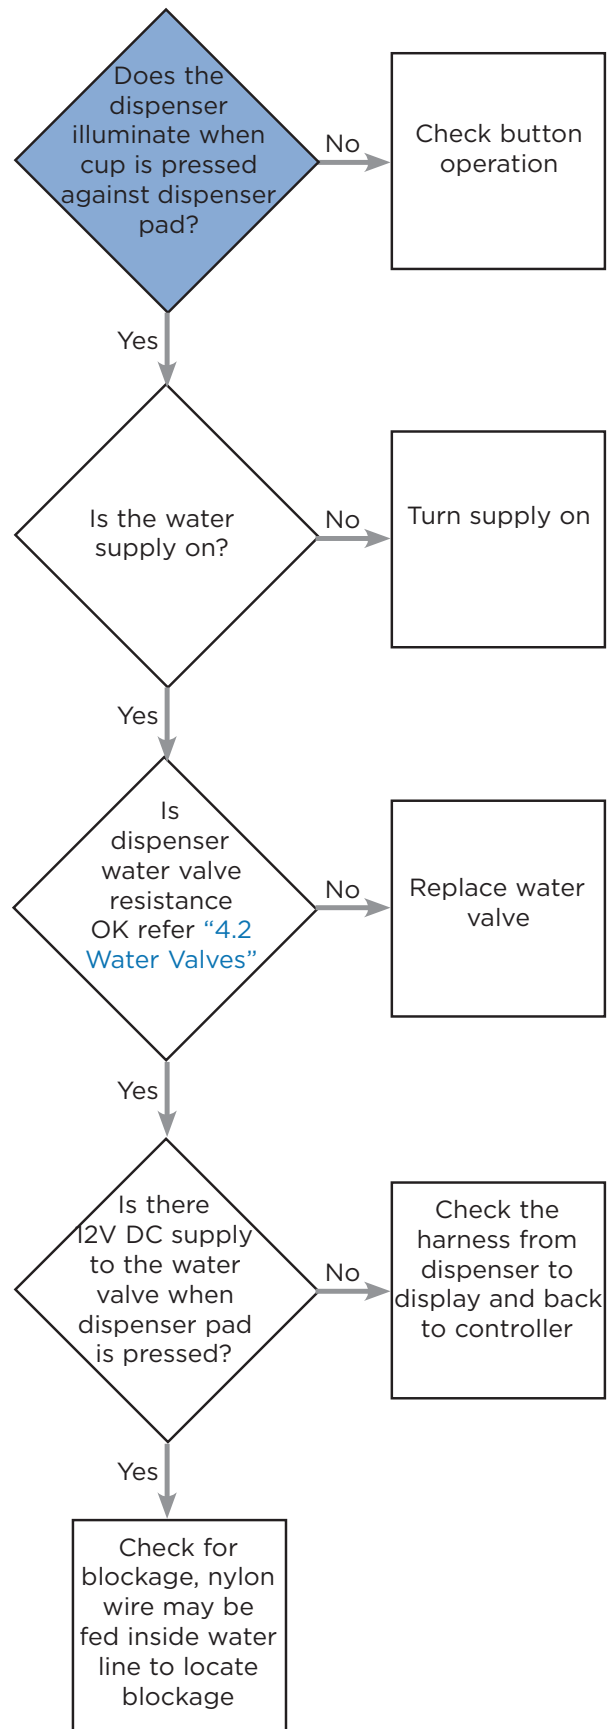 Does the
dispenser
illuminate when
cup is pressed
against dispenser
pad?
No
Check button
operation
Yes
Is the water
supply on?
No
Turn supply on
Yes
Is
dispenser
water valve
resistance
OK refer “4.2
Water Valves”
No
Replace water
valve
Yes
Is there
12V DC supply
to the water
valve when
dispenser pad
is pressed?
No
Check the
harness from
dispenser to
display and back
to controller
Yes
Check for
blockage, nylon
wire may be
fed inside water
line to locate
blockage